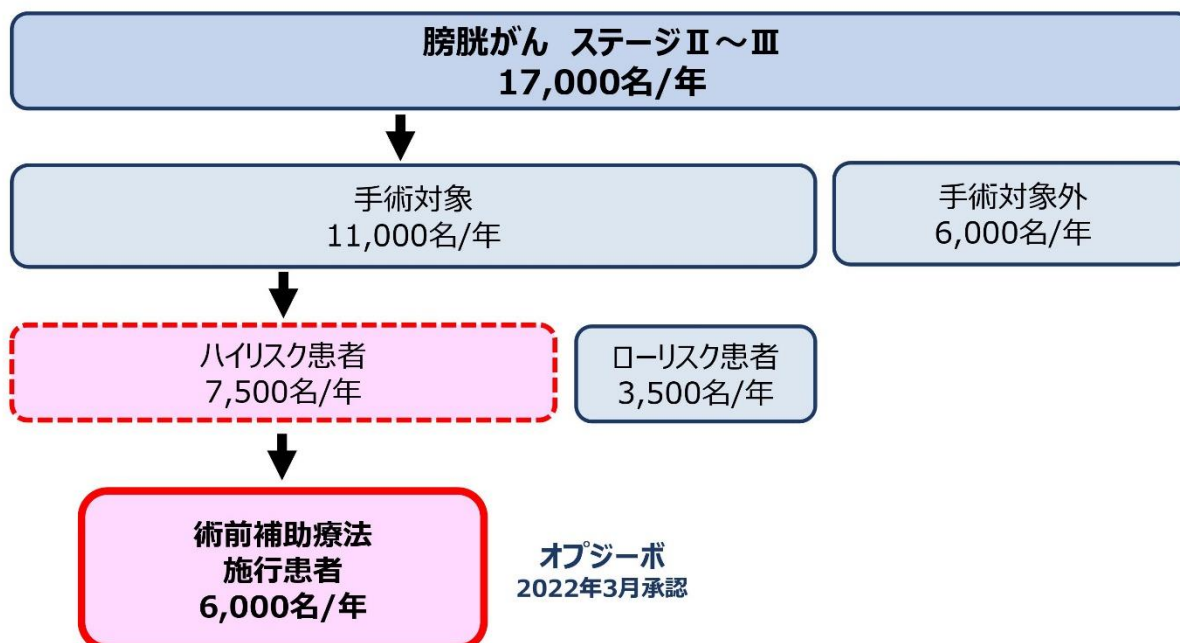 膀胱がん ステージⅡ～Ⅲ
17,000名/年
手術対象
11,000名/年
手術対象外
6,000名/年
ハイリスク患者
7,500名/年
ローリスク患者
3,500名/年
術前補助療法
施行患者
6,000名/年
オプジーボ
2022年3月承認